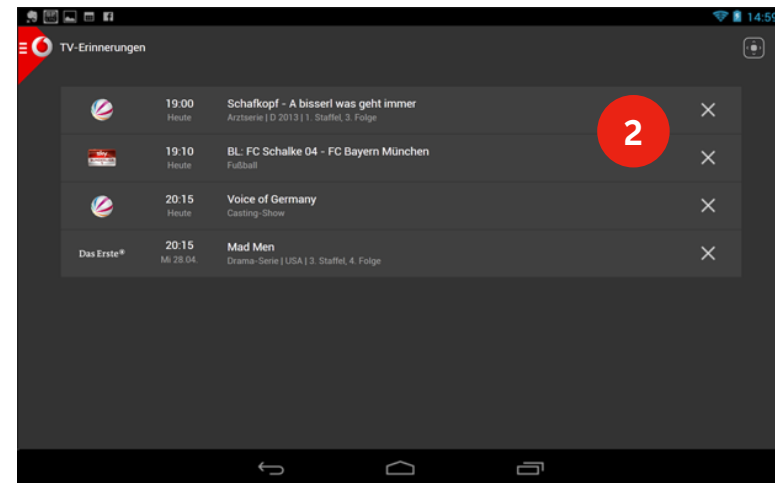 14:59
TV-Erinnerungen
19:00 Schafkopf - A bisserl was geht immer
Heute Arztserie | D 2013 | 1. Staffel, 3. Folge
2
sky
19:10 BL: FC Schalke 04 - FC Bayern München
Heute Fußball
20:15 Voice of Germany
Heute Casting-Show
Das Erste
20:15 Mad Men
Mi 28.04. Drama-Serie | USA | 3. Staffel, 4. Folge